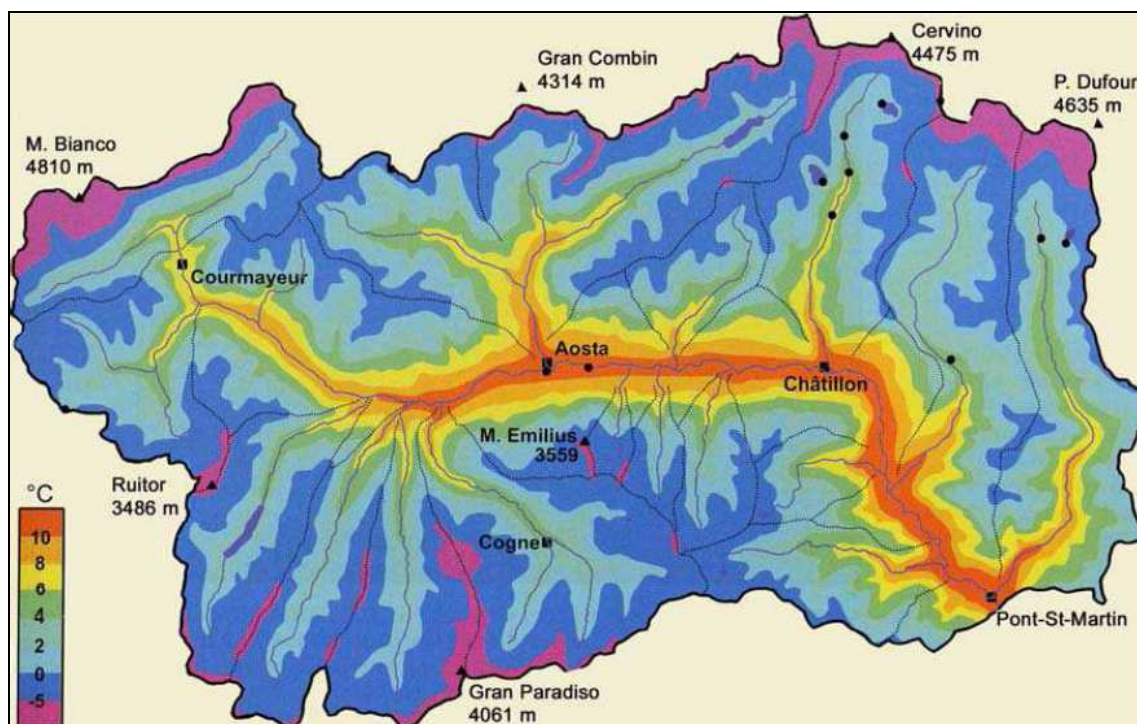 Cervino
4475 m
Gran Combin
4314 m
P. Dufour
4635 m
M. Bianco
4810 m
Courmayeur
Aosta
Châtillon
M. Emilius
3559
Ruitor
3486 m
°C
10
8
6
4
2
0
-5
Cogne
Pont-St-Martin
Gran Paradiso
4061 m